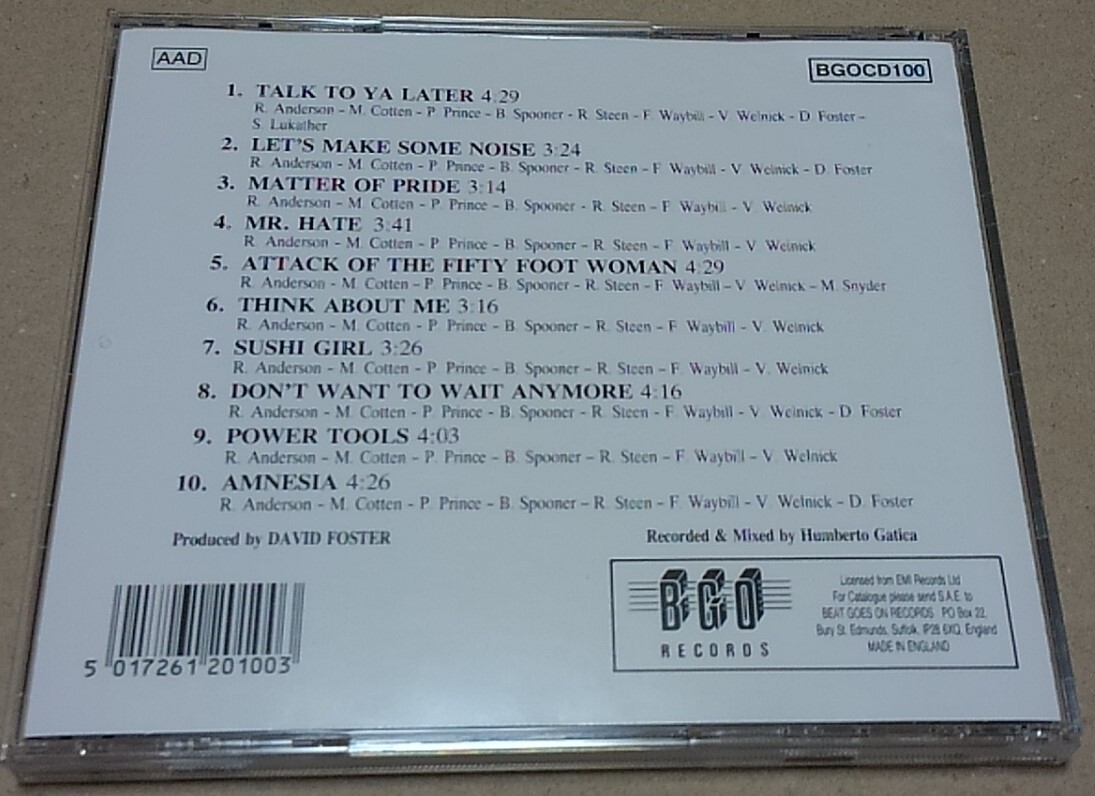 AAD
BGOCD100
1. TALK TO YA LATER 4:29
R. Anderson - M. Cotten - P. Prince - B. Spooner - R. Steen - F. Waybill - V. Welnick - D. Foster -
S. Lukather
2. LET'S MAKE SOME NOISE 3:24
R. Anderson - M. Cotten - P. Prince - B. Spooner - R. Steen - F. Waybill - V. Welnick - D. Foster
3. MATTER OF PRIDE 3:14
R. Anderson - M. Cotten - P. Prince - B. Spooner - R. Steen - F. Waybill - V. Welnick
4. MR. HATE 3:41
R. Anderson - M. Cotten - P. Prince - B. Spooner - R. Steen - F. Waybill - V. Welnick
5. ATTACK OF THE FIFTY FOOT WOMAN 4:29
R. Anderson - M. Cotten - P. Prince - B. Spooner - R. Steen - F. Waybill - V. Welnick - M. Snyder
6. THINK ABOUT ME 3:16
R. Anderson - M. Cotten - P. Prince - B. Spooner - R. Steen - F. Waybill - V. Welnick
7. SUSHI GIRL 3:26
R. Anderson - M. Cotten - P. Prince - B. Spooner - R. Steen - F. Waybill - V. Welnick
8. DON'T WANT TO WAIT ANYMORE 4:16
R. Anderson - M. Cotten - P. Prince - B. Spooner - R. Steen - F. Waybill - V. Welnick - D. Foster
9. POWER TOOLS 4:03
R. Anderson - M. Cotten - P. Prince - B. Spooner - R. Steen - F. Waybill - V. Welnick
10. AMNESIA 4:26
R. Anderson - M. Cotten - P. Prince - B. Spooner - R. Steen - F. Waybill - V. Welnick - D. Foster
Produced by DAVID FOSTER
Recorded & Mixed by Humberto Gatica
5 017261 201003
BGO
RECORDS
Licensed from EMI Records Ltd
For Catalogue please send S.A.E. to
BEAT GOES ON RECORDS PO Box 22,
Bury St. Edmunds, Suffolk, IP28 6XQ, England
MADE IN ENGLAND